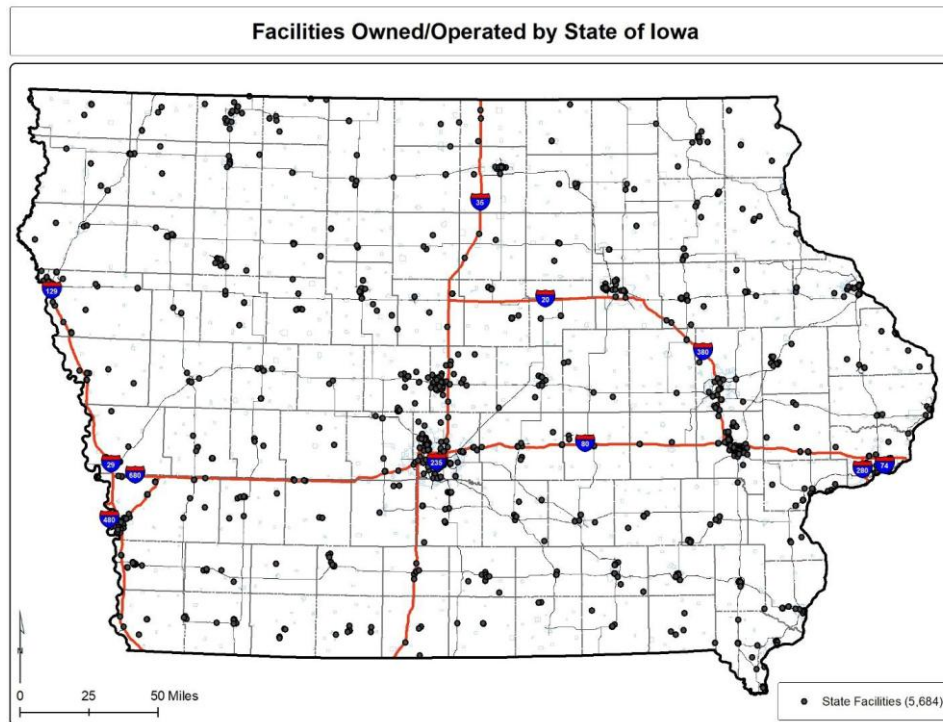 Facilities Owned/Operated by State of Iowa
35
129
20
380
29
680
235
80
280
74
480
N
0 25 50 Miles
State Facilities (5,684)